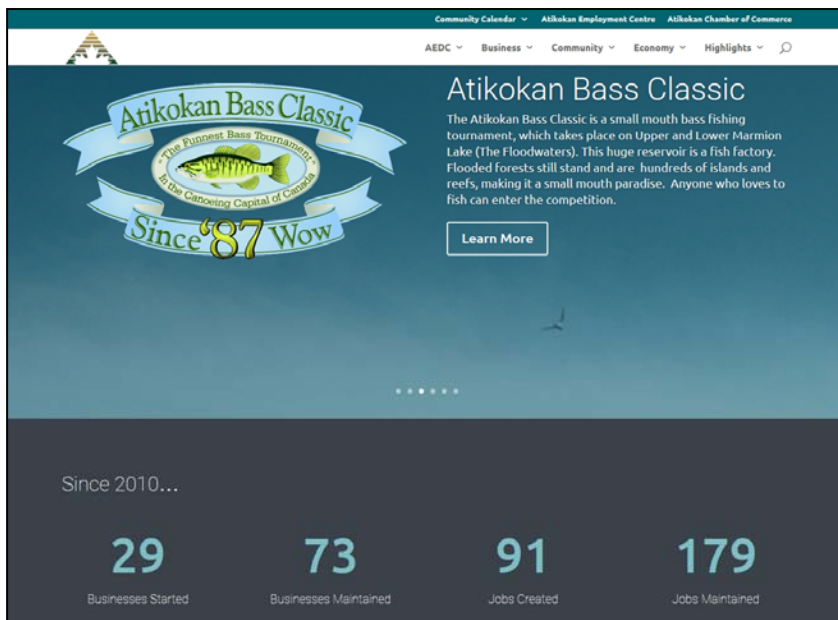 Community Calendar Atikokan Employment Centre Atikokan Chamber of Commerce
AEDC Business Community Economy Highlights
Atikokan Bass Classic
"The Funnest Bass Tournament"
In the Canoeing Capital of Canada
Since '87 Wow
Atikokan Bass Classic
The Atikokan Bass Classic is a small mouth bass fishing
tournament, which takes place on Upper and Lower Marmion
Lake (The Floodwaters). This huge reservoir is a fish factory.
Flooded forests still stand and are hundreds of islands and
reefs, making it a small mouth paradise. Anyone who loves to
fish can enter the competition.
Learn More
Since 2010...
29 73 91 179
Businesses Started Businesses Maintained Jobs Created Jobs Maintained